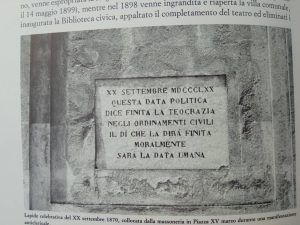 no, venne espropriata
il 14 maggio 1899), mentre nel 1898 venne ingrandita e riaperta la villa comunale,
inaugurata la Biblioteca civica, appaltato il completamento del teatro ed eliminati i
XX SETTEMBRE MDCCCLXX
QUESTA DATA POLITICA
DICE FINITA LA TEOCRAZIA
NEGLI ORDINAMENTI CIVILI
IL DÌ CHE LA DIRÀ FINITA
MORALMENTE
SARÀ LA DATA UMANA
Lapide celebrativa del XX settembre 1870, collocata dalla massoneria in Piazza XV marzo durante una manifestazione
anticlericale.